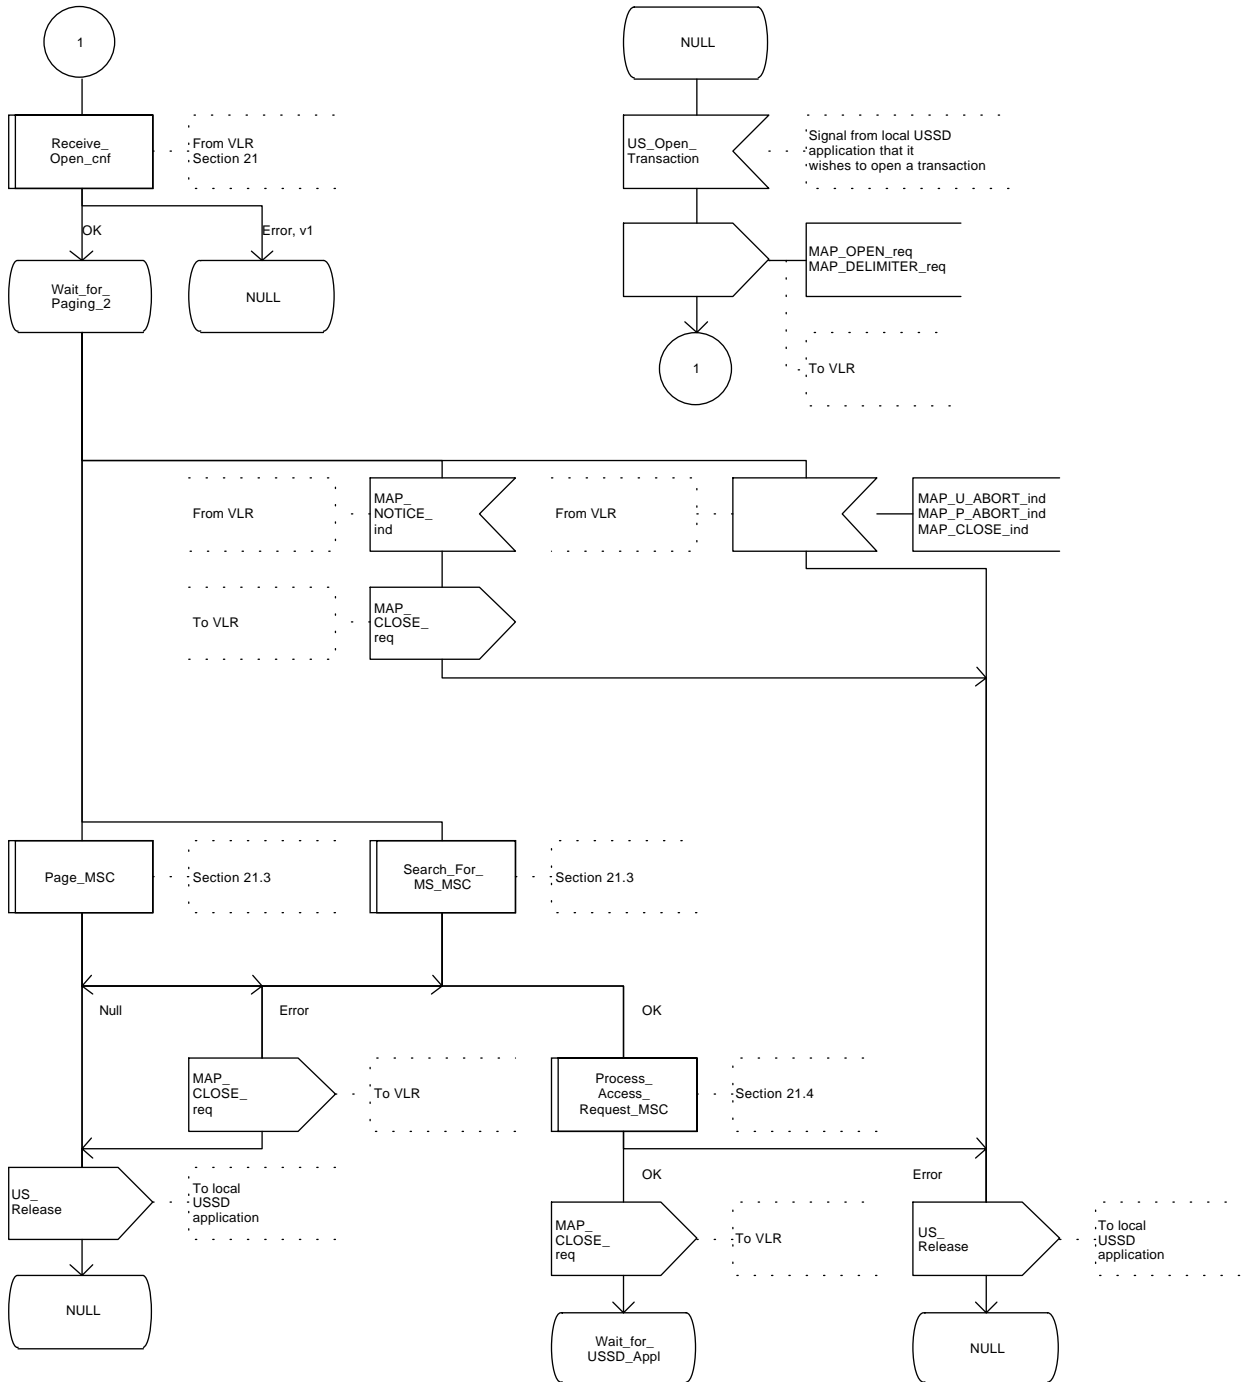 1
NULL
Receive_
Open_cnf
From VLR
Section 21
US_Open_
Transaction
Signal from local USSD
application that it
wishes to open a transaction
OK
Error, v1
MAP_OPEN_req
MAP_DELIMITER_req
Wait_for_
Paging_2
NULL
1
To VLR
From VLR
MAP_
NOTICE_
ind
From VLR
MAP_U_ABORT_ind
MAP_P_ABORT_ind
MAP_CLOSE_ind
To VLR
MAP_
CLOSE_
req
Page_MSC
Section 21.3
Search_For_
MS_MSC
Section 21.3
Null
Error
OK
MAP_
CLOSE_
req
To VLR
Process_
Access_
Request_MSC
Section 21.4
OK
Error
US_
Release
To local
USSD
application
MAP_
CLOSE_
req
To VLR
US_
Release
To local
USSD
application
NULL
Wait_for_
USSD_Appl
NULL